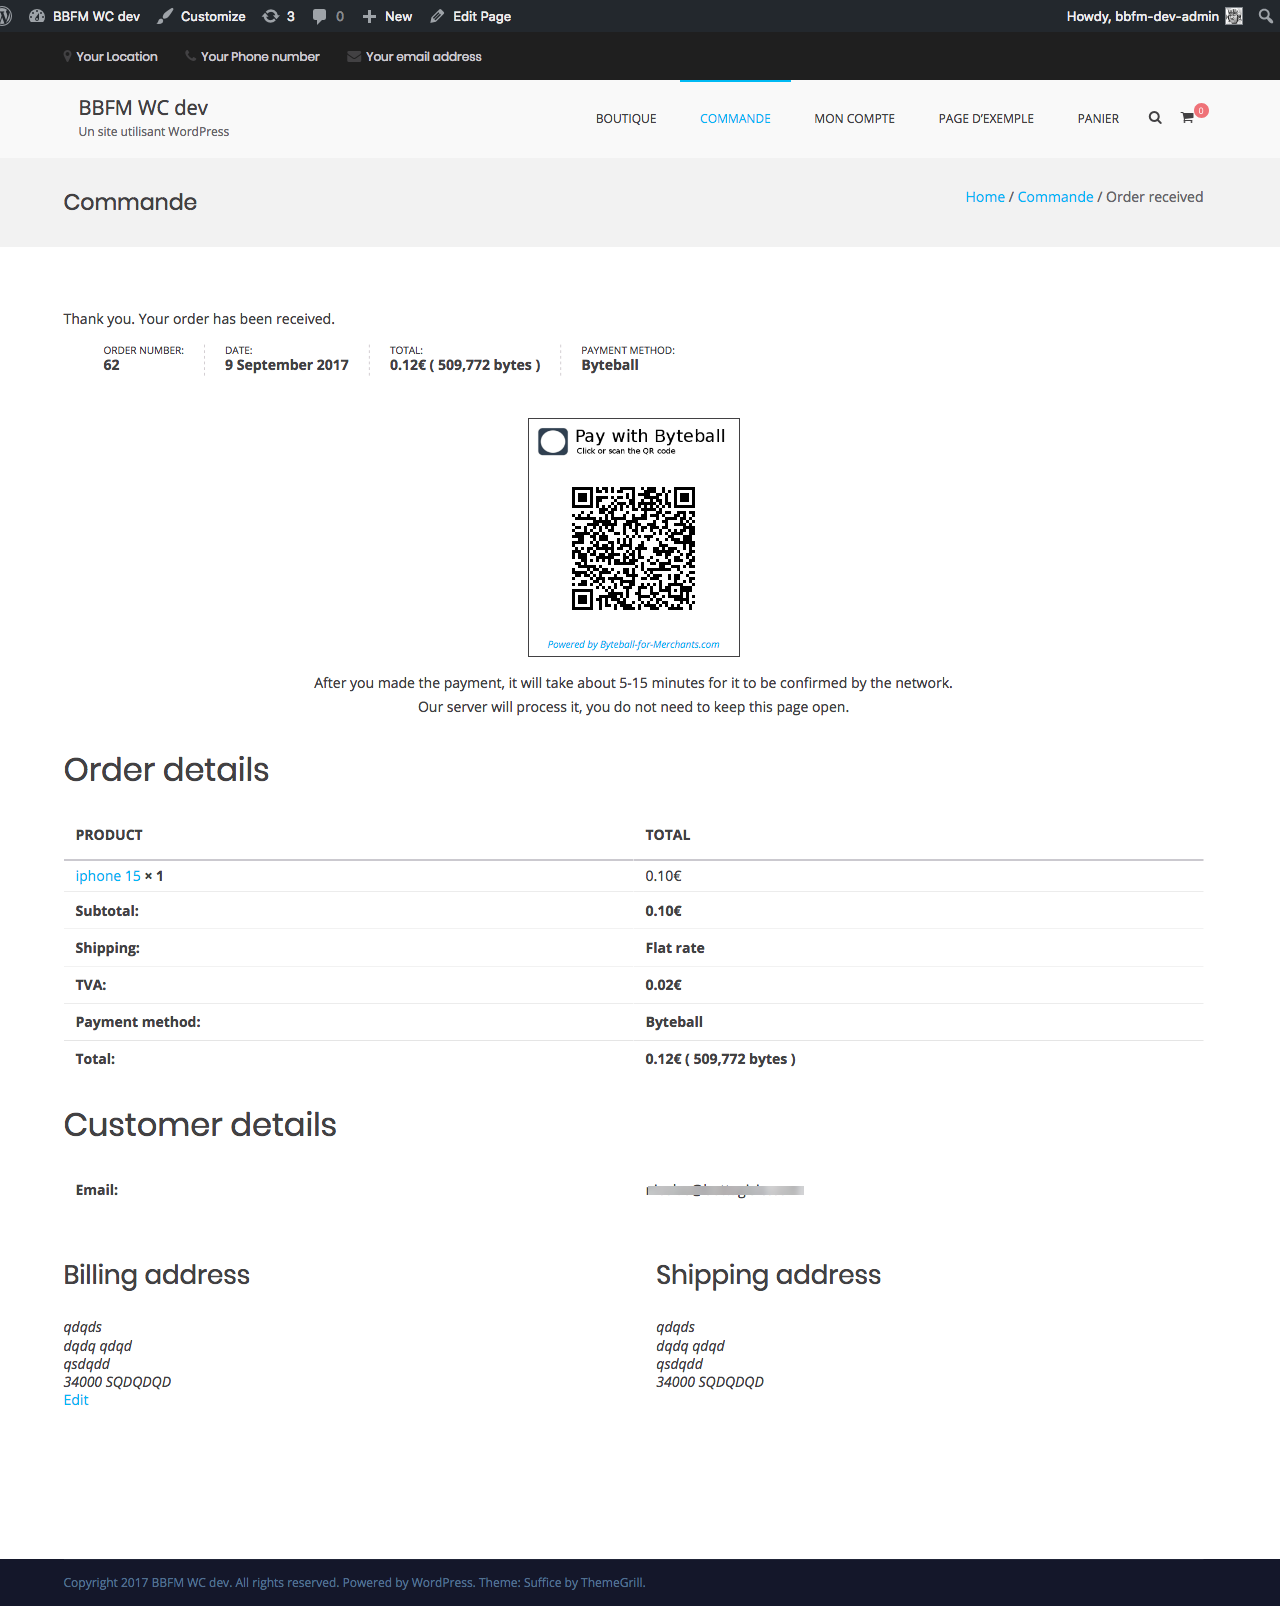 BBFM WC dev Customize 3 0 New Edit Page Howdy, bbfm-dev-admin
Your Location Your Phone number Your email address
BBFM WC dev
Un site utilisant WordPress
BOUTIQUE COMMANDE MON COMPTE PAGE D'EXEMPLE PANIER 0
Commande
Home / Commande / Order received
Thank you. Your order has been received.
ORDER NUMBER: DATE: TOTAL: PAYMENT METHOD:
62 9 September 2017 0.12€ ( 509,772 bytes ) Byteball
Pay with Byteball
Click or scan the QR code
Powered by Byteball-for-Merchants.com
After you made the payment, it will take about 5-15 minutes for it to be confirmed by the network.
Our server will process it, you do not need to keep this page open.
Order details
PRODUCT TOTAL
iphone 15 × 1 0.10€
Subtotal: 0.10€
Shipping: Flat rate
TVA: 0.02€
Payment method: Byteball
Total: 0.12€ ( 509,772 bytes )
Customer details
Email:
Billing address Shipping address
qdqds qdqds
dqdq qdqd dqdq qdqd
qsdqdd qsdqdd
34000 SQDQDQD 34000 SQDQDQD
Edit
Copyright 2017 BBFM WC dev. All rights reserved. Powered by WordPress. Theme: Suffice by ThemeGrill.